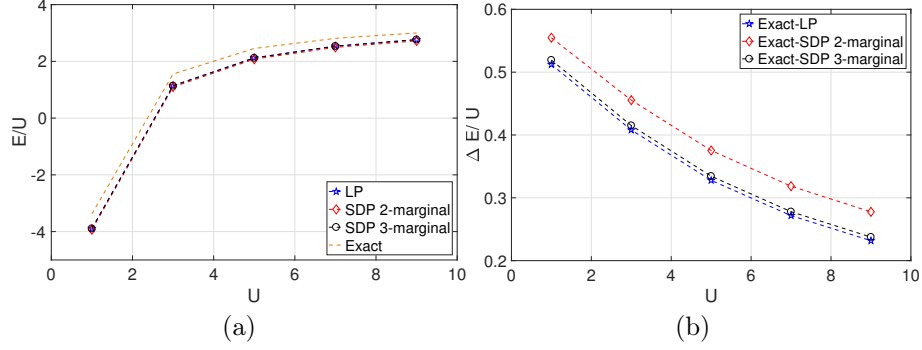 4
2
0
-2
-4
E/U
0
2
4
6
8
10
U
LP
SDP 2-marginal
SDP 3-marginal
Exact
(a)
0.6
0.5
0.4
0.3
0.2
Δ E/ U
0
2
4
6
8
10
U
Exact-LP
Exact-SDP 2-marginal
Exact-SDP 3-marginal
(b)